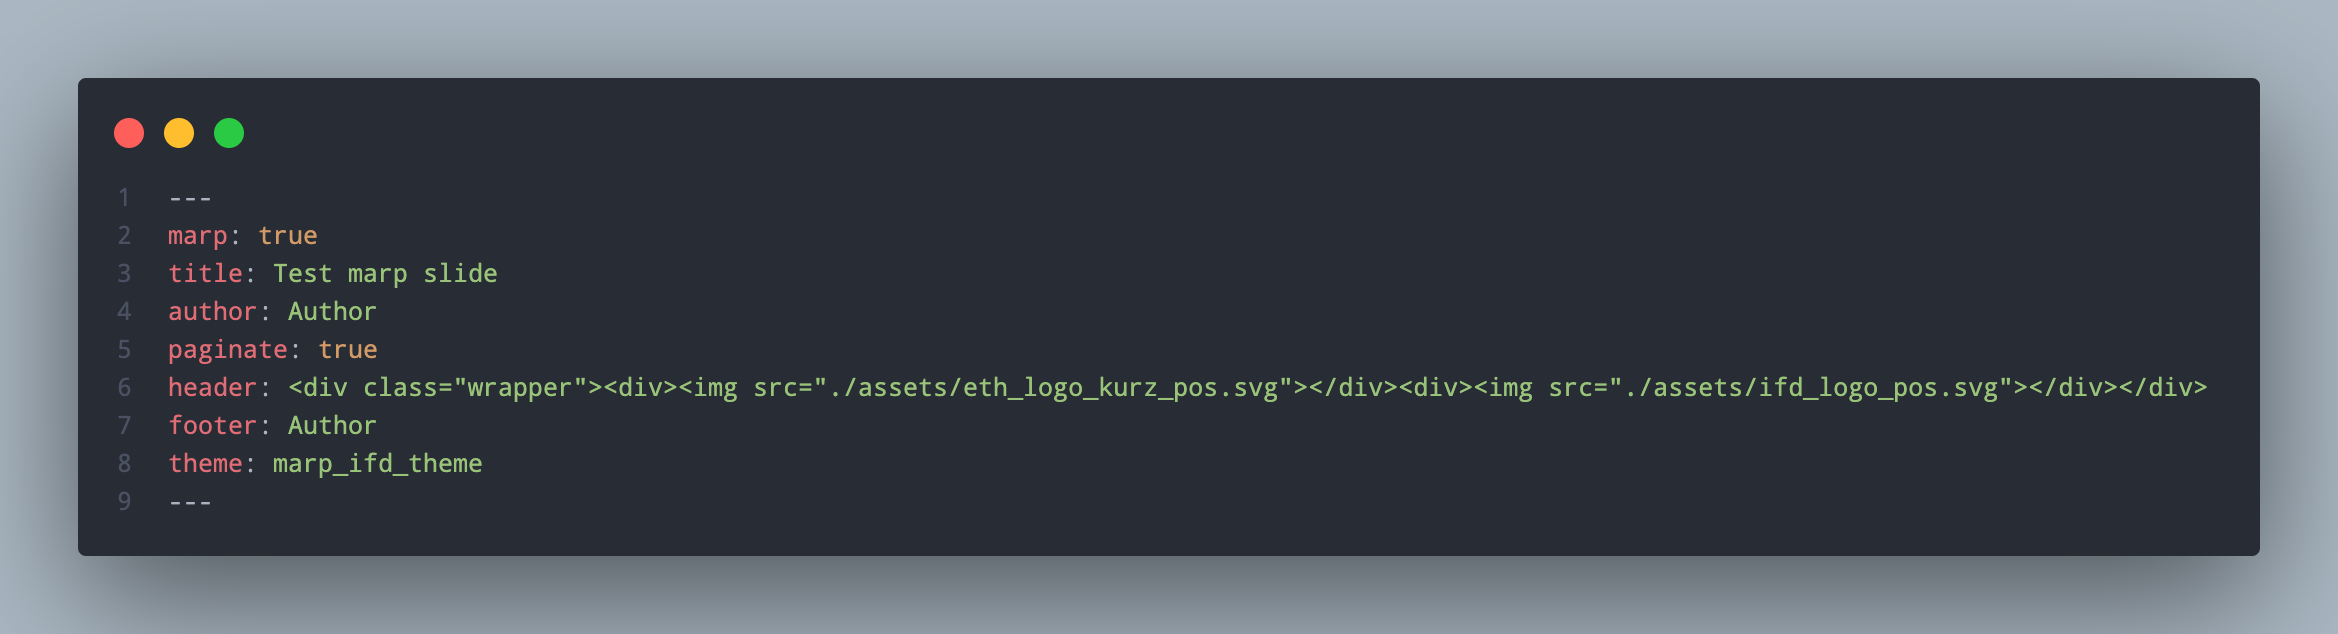 1 ---
2 marp: true
3 title: Test marp slide
4 author: Author
5 paginate: true
6 header: <div class="wrapper"><div><img src="./assets/eth_logo_kurz_pos.svg"></div><div><img src="./assets/ifd_logo_pos.svg"></div></div>
7 footer: Author
8 theme: marp_ifd_theme
9 ---